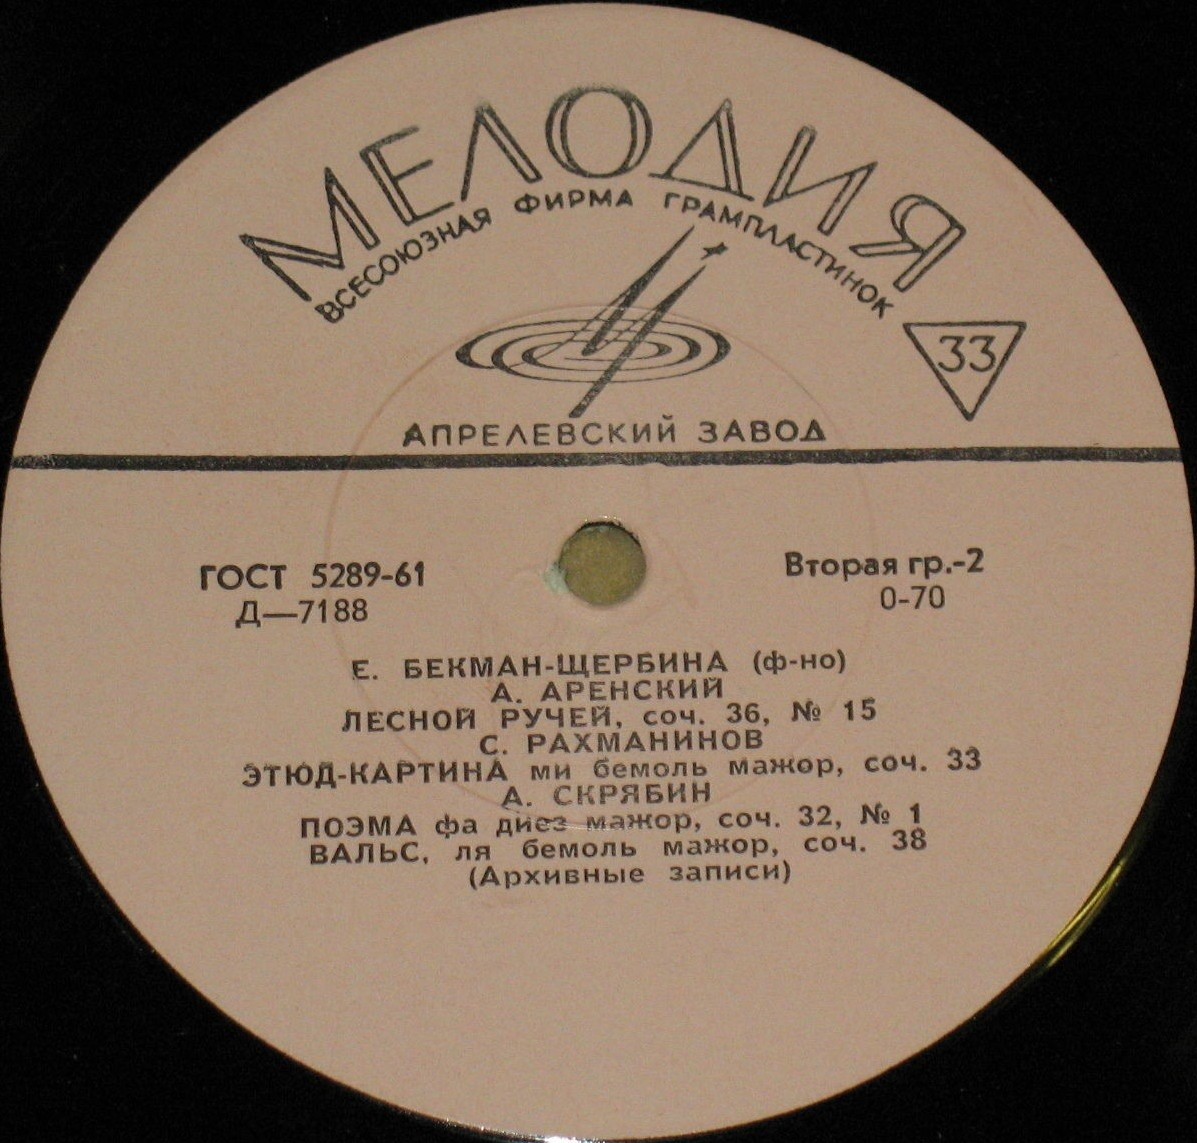 МЕЛОДИЯ
ВСЕСОЮЗНАЯ ФИРМА ГРАМПЛАСТИНОК
33
АПРЕЛЕВСКИЙ ЗАВОД
ГОСТ 5289-61
Вторая гр.-2
Д—7188
0-70
Е. БЕКМАН-ЩЕРБИНА (ф-но)
А. АРЕНСКИЙ
ЛЕСНОЙ РУЧЕЙ, соч. 36, № 15
С. РАХМАНИНОВ
ЭТЮД-КАРТИНА ми бемоль мажор, соч. 33
А. СКРЯБИН
ПОЭМА фа диез мажор, соч. 32, № 1
ВАЛЬС, ля бемоль мажор, соч. 38
(Архивные записи)